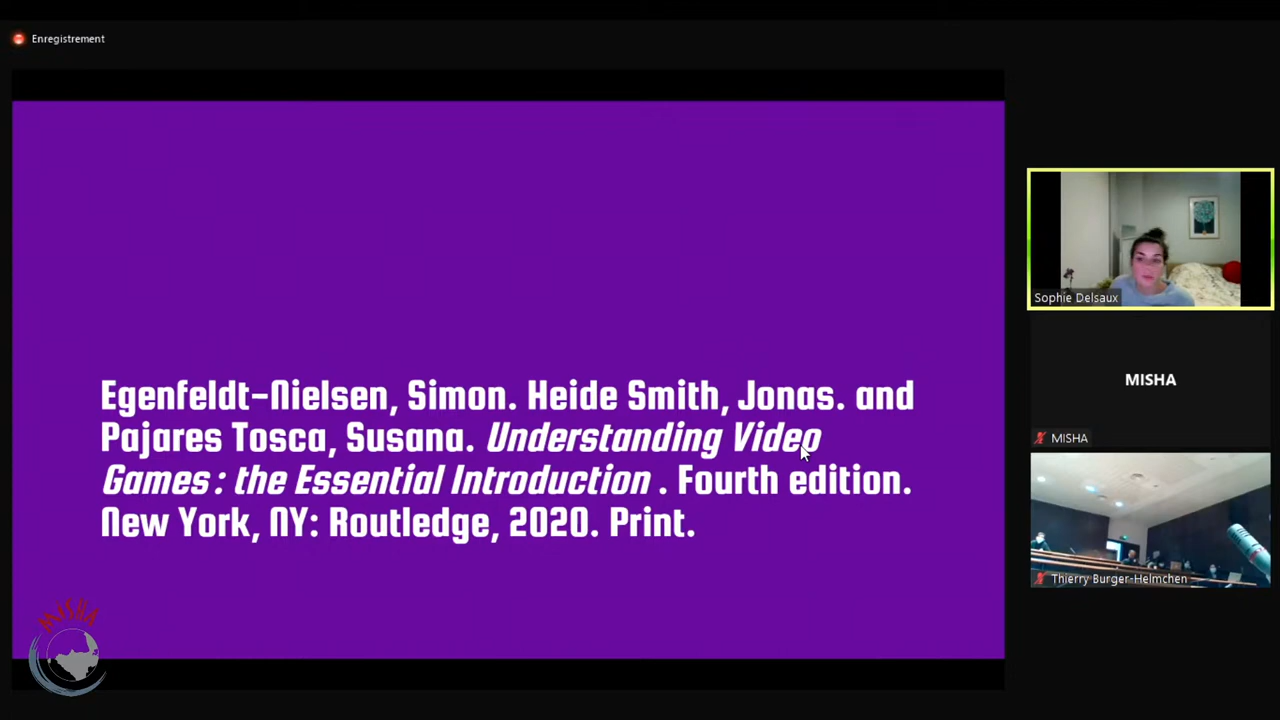 Enregistrement
Egenfeldt-Nielsen, Simon. Heide Smith, Jonas. and
Pajares Tosca, Susana. Understanding Video
Games : the Essential Introduction . Fourth edition.
New York, NY: Routledge, 2020. Print.
MISHA
Sophie Delsaux
MISHA
MISHA
Thierry Burger-Helmchen